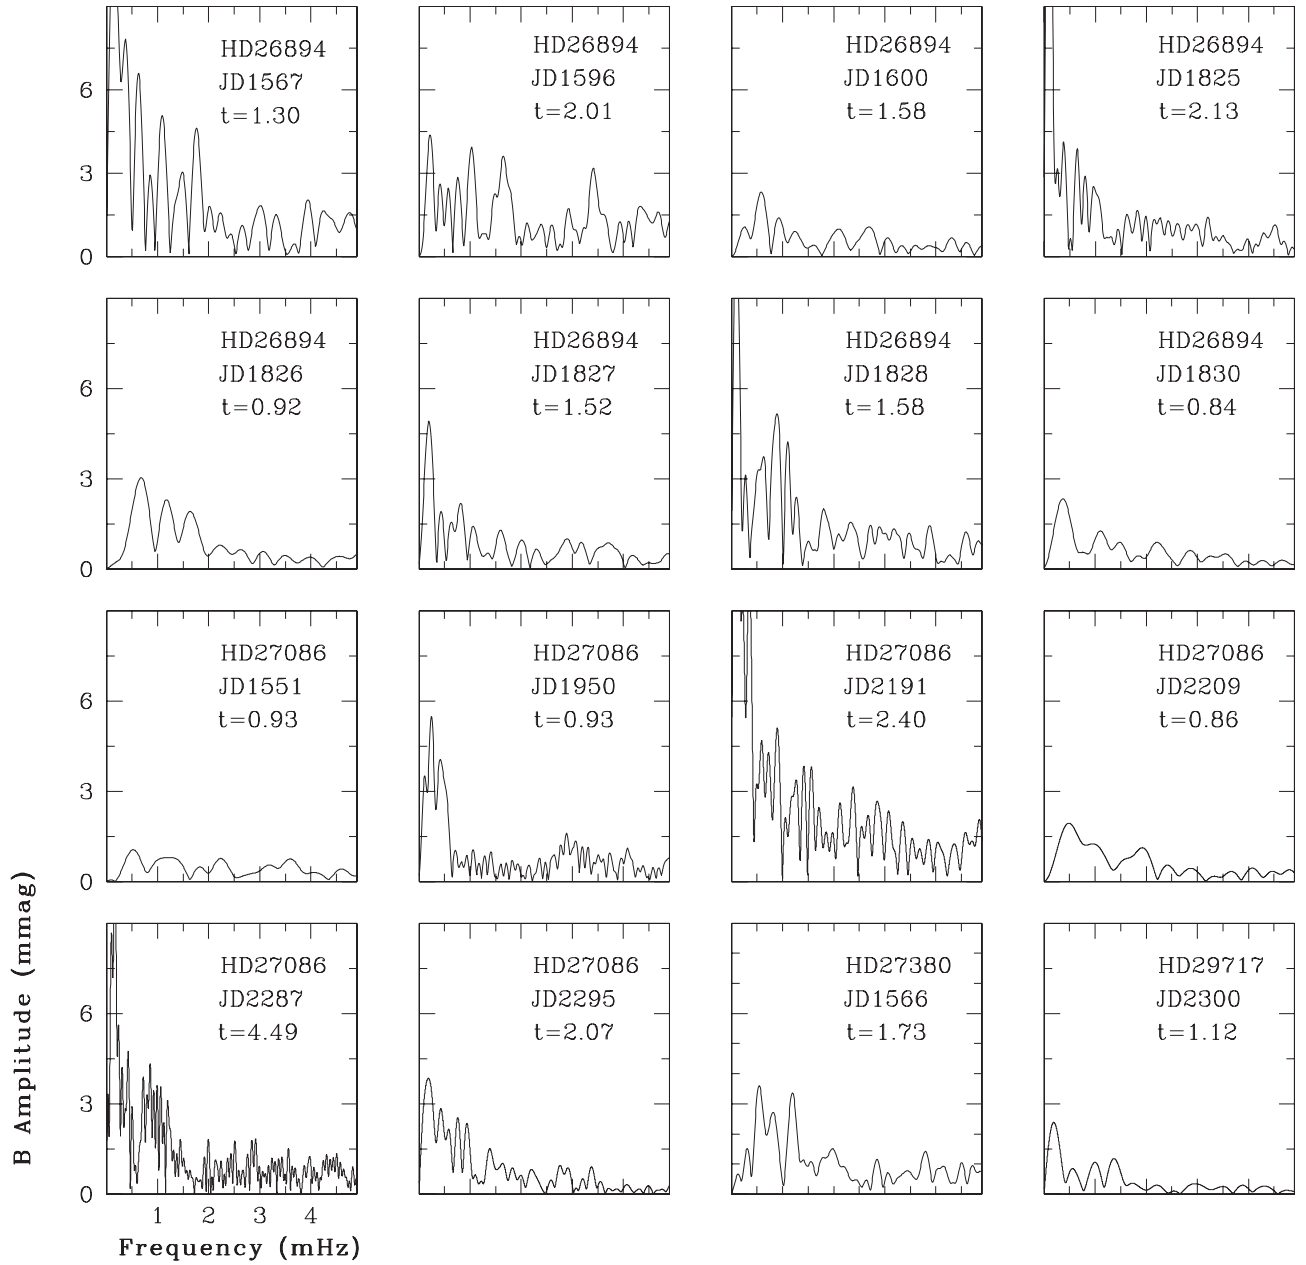 HD26894
JD1567
t=1.30
HD26894
JD1596
t=2.01
HD26894
JD1600
t=1.58
HD26894
JD1825
t=2.13
6
3
0
HD26894
JD1826
t=0.92
HD26894
JD1827
t=1.52
HD26894
JD1828
t=1.58
HD26894
JD1830
t=0.84
6
3
0
HD27086
JD1551
t=0.93
HD27086
JD1950
t=0.93
HD27086
JD2191
t=2.40
HD27086
JD2209
t=0.86
6
3
0
HD27086
JD2287
t=4.49
HD27086
JD2295
t=2.07
HD27380
JD1566
t=1.73
HD29717
JD2300
t=1.12
6
3
0
B Amplitude (mmag)
1 2 3 4
Frequency (mHz)